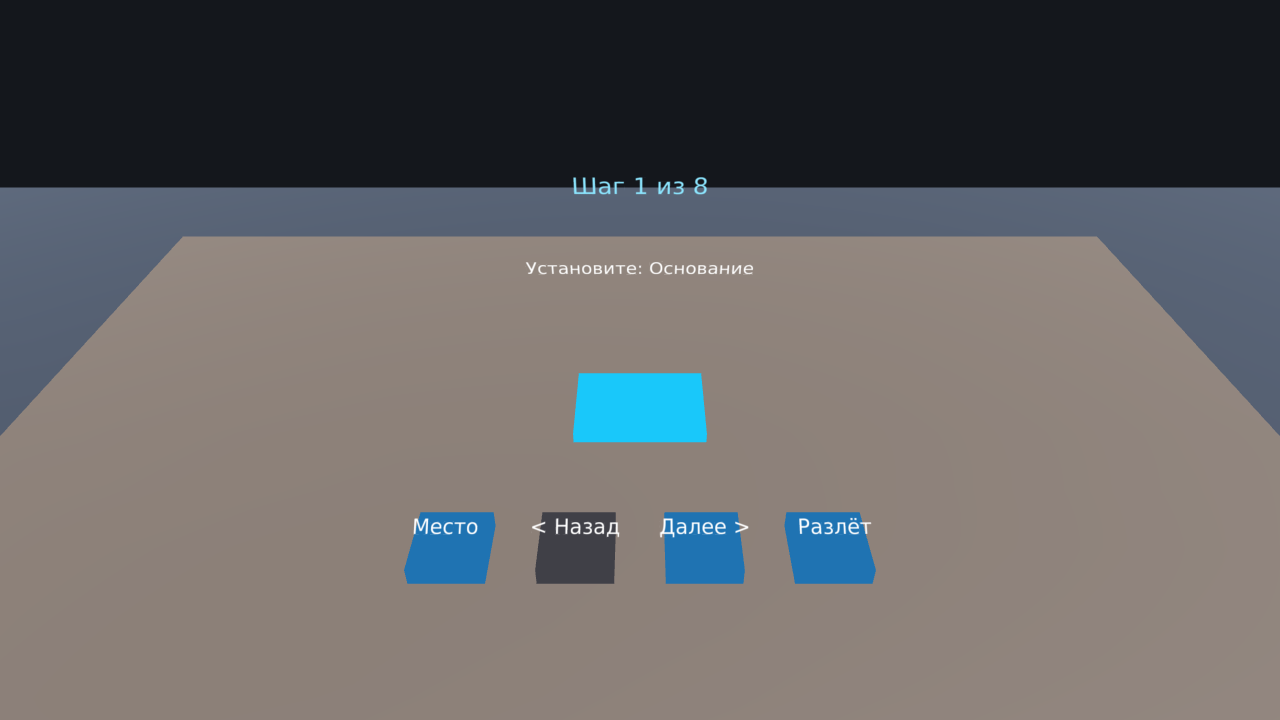 Шаг 1 из 8
Установите: Основание
Место
< Назад
Далее >
Разлёт